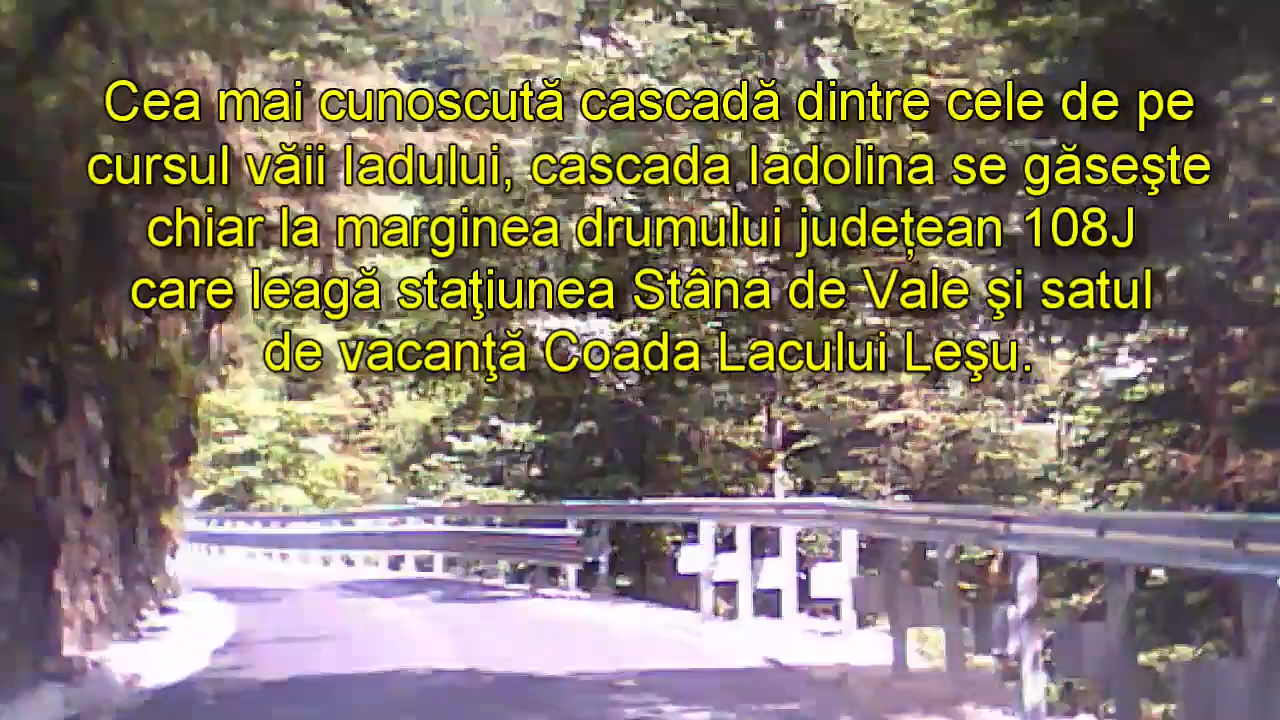 Cea mai cunoscută cascadă dintre cele de pe
cursul văii Iadului, cascada Iadolina se găseşte
chiar la marginea drumului județean 108J
care leagă staţiunea Stâna de Vale şi satul
de vacanţă Coada Lacului Leşu.